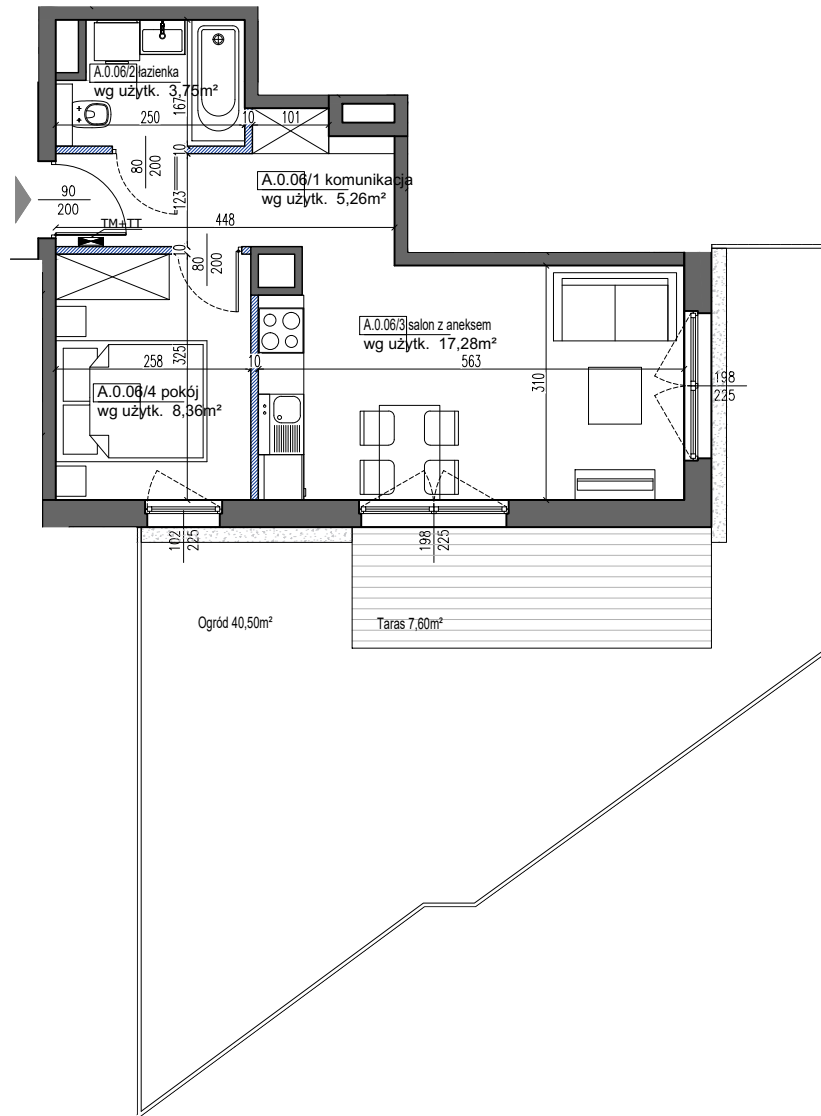 A.0.06/2 łazienka
wg użytk. 3,75m²
167
250
10
101
10
80
200
90
200
123
A.0.06/1 komunikacja
wg użytk. 5,26m²
TM+TT
448
10
80
200
A.0.06/3 salon z aneksem
wg użytk. 17,28m²
258
325
10
563
310
198
225
A.0.06/4 pokój
wg użytk. 8,36m²
102
225
198
225
Ogród 40,50m²
Taras 7,60m²